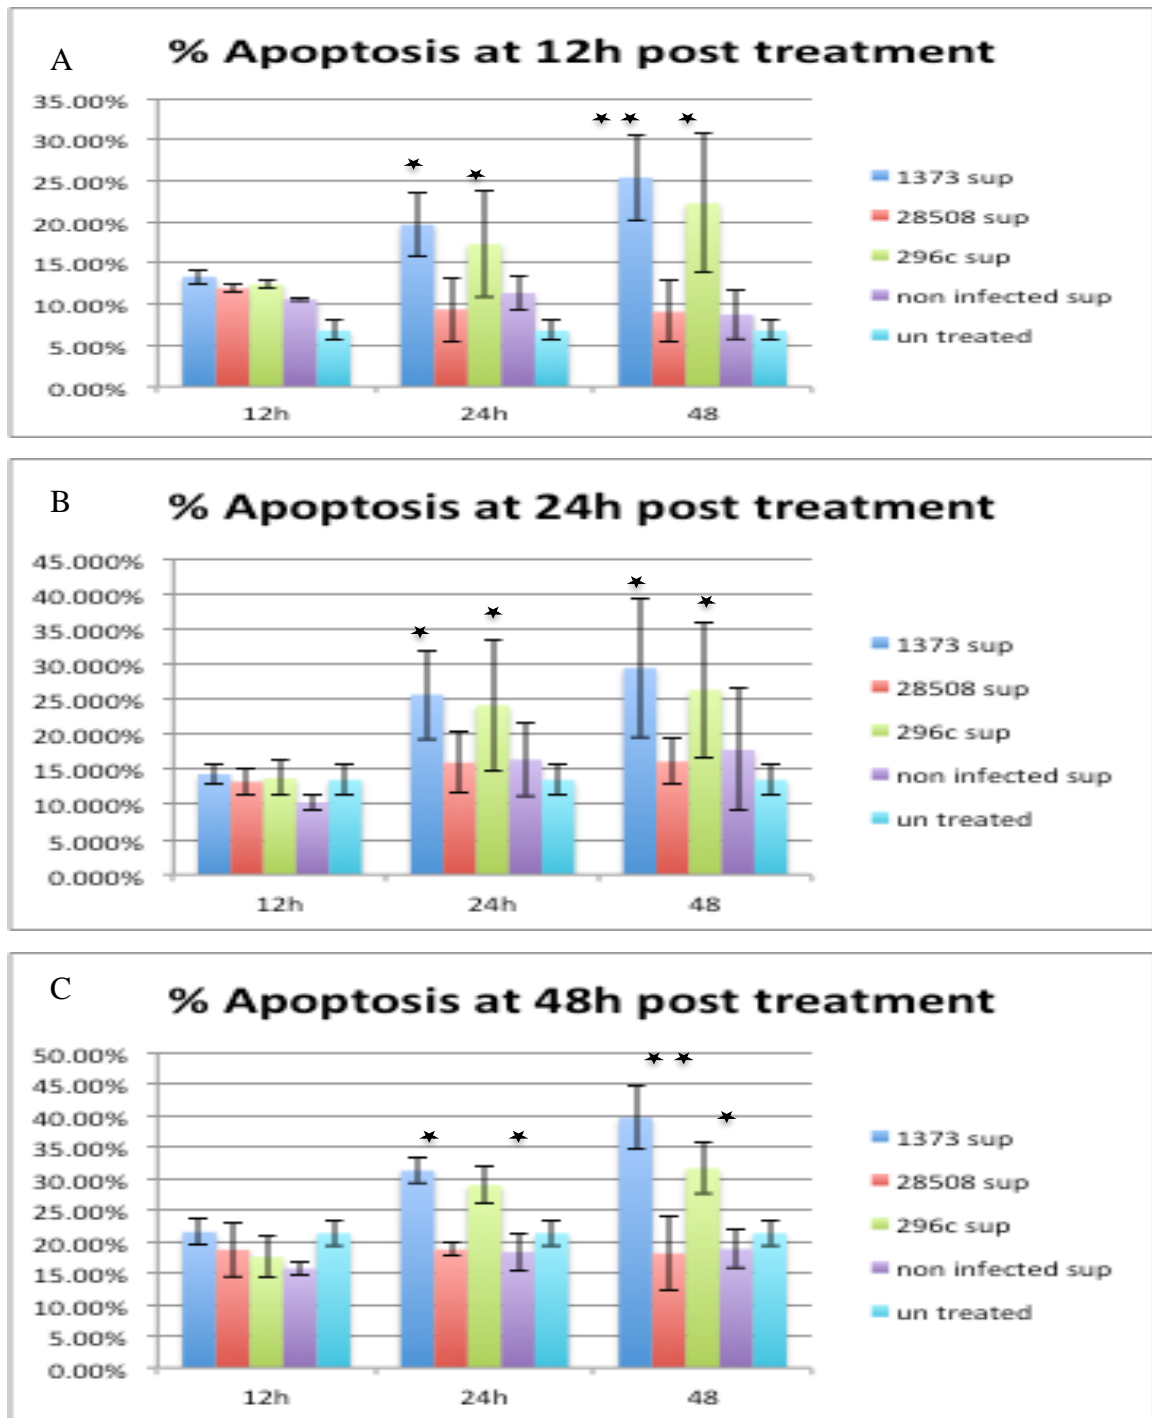 A
% Apoptosis at 12h post treatment
35.00%
30.00%
25.00%
20.00%
15.00%
10.00%
5.00%
0.00%
12h 24h 48
1373 sup
28508 sup
296c sup
non infected sup
un treated
B
% Apoptosis at 24h post treatment
45.000%
40.000%
35.000%
30.000%
25.000%
20.000%
15.000%
10.000%
5.000%
0.000%
12h 24h 48
1373 sup
28508 sup
296c sup
non infected sup
un treated
C
% Apoptosis at 48h post treatment
50.00%
45.00%
40.00%
35.00%
30.00%
25.00%
20.00%
15.00%
10.00%
5.00%
0.00%
12h 24h 48
1373 sup
28508 sup
296c sup
non infected sup
un treated